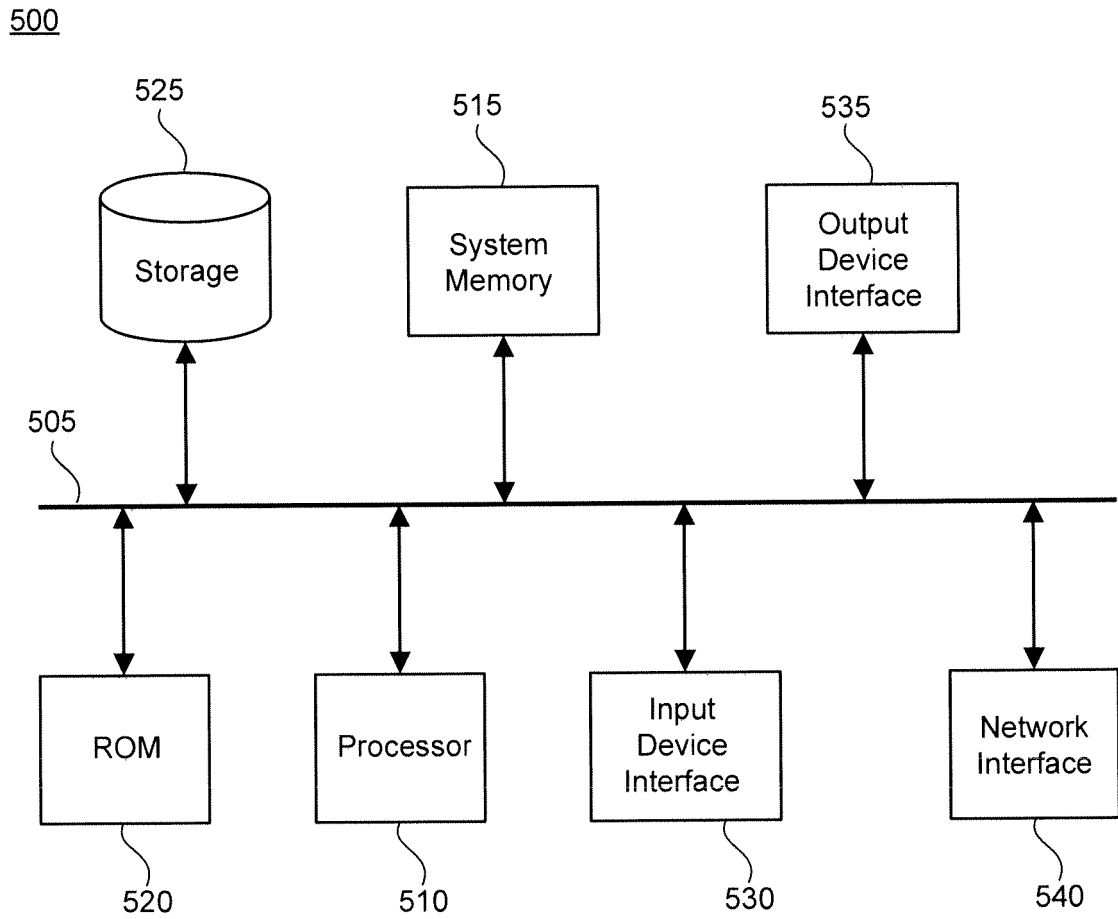 500
525
515
535
Storage
System
Memory
Output
Device
Interface
505
ROM
Processor
Input
Device
Interface
Network
Interface
520
510
530
540